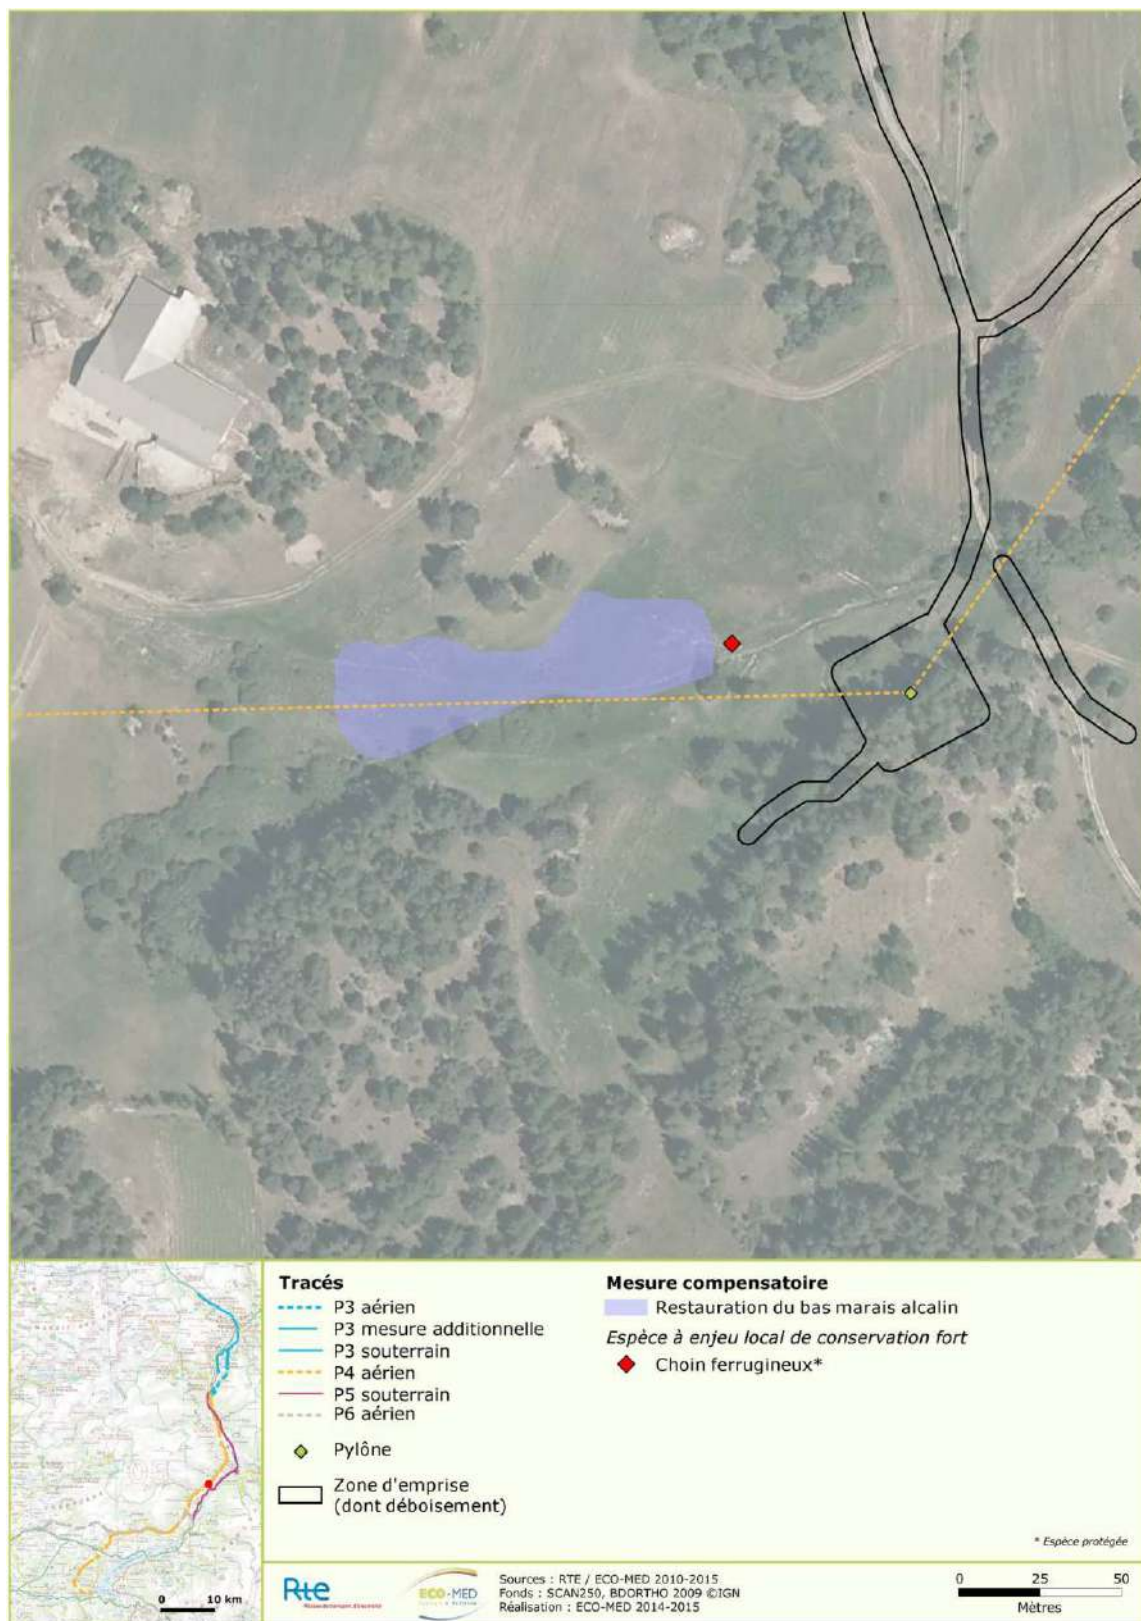 Tracés
P3 aérien
P3 mesure additionnelle
P3 souterrain
P4 aérien
P5 souterrain
P6 aérien
Pylône
Zone d'emprise
(dont déboisement)
Mesure compensatoire
Restauration du bas marais alcalin
Espèce à enjeu local de conservation fort
Choin ferrugineux*
* Espèce protégée
0 10 km
Rte
ECO-MED
Sources : RTE / ECO-MED 2010-2015
Fonds : SCAN250, BDORTHO 2009 ©IGN
Réalisation : ECO-MED 2014-2015
0 25 50
Mètres